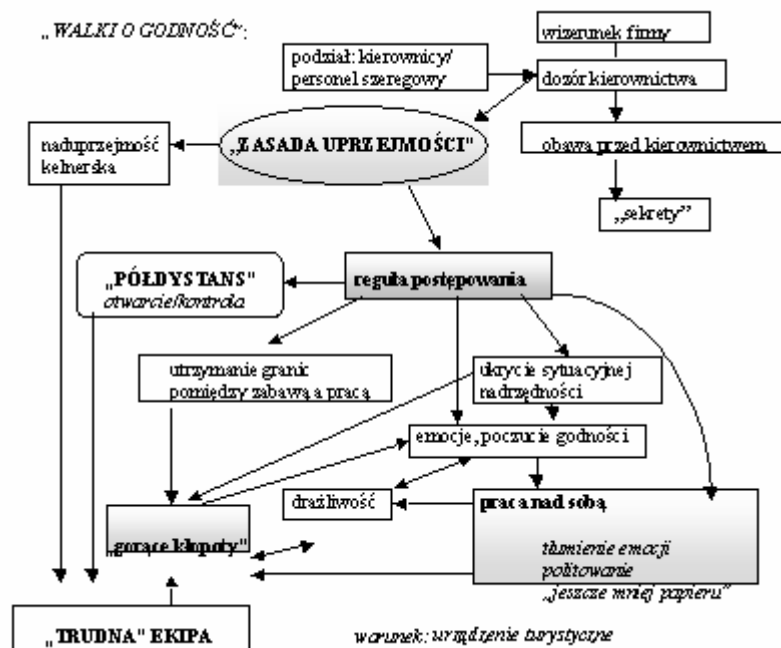 „WALKI O GODNOŚĆ”:
wizerunek firmy
podział: kierownicy/
personel szeregowy
dozór kierownictwa
„ZASADA UPRZEJMOŚCI”
naduprzejmość
kelnerska
obawa przed kierownictwem
„sekrety”
„PÓŁDYSTANS”
otwarcie/kontrola
reguła postępowania
utrzymanie granic
pomiędzy zabawą a pracą
ukrycie sytuacyjnej
nadrzędności
emocje, poczucie godności
drażliwość
praca nad sobą
„gorące kłopoty”
tłumienie emocji
politowanie
„jeszcze mniej papieru”
„TRUDNA” EKIPA
warunek: urządzenie turystyczne